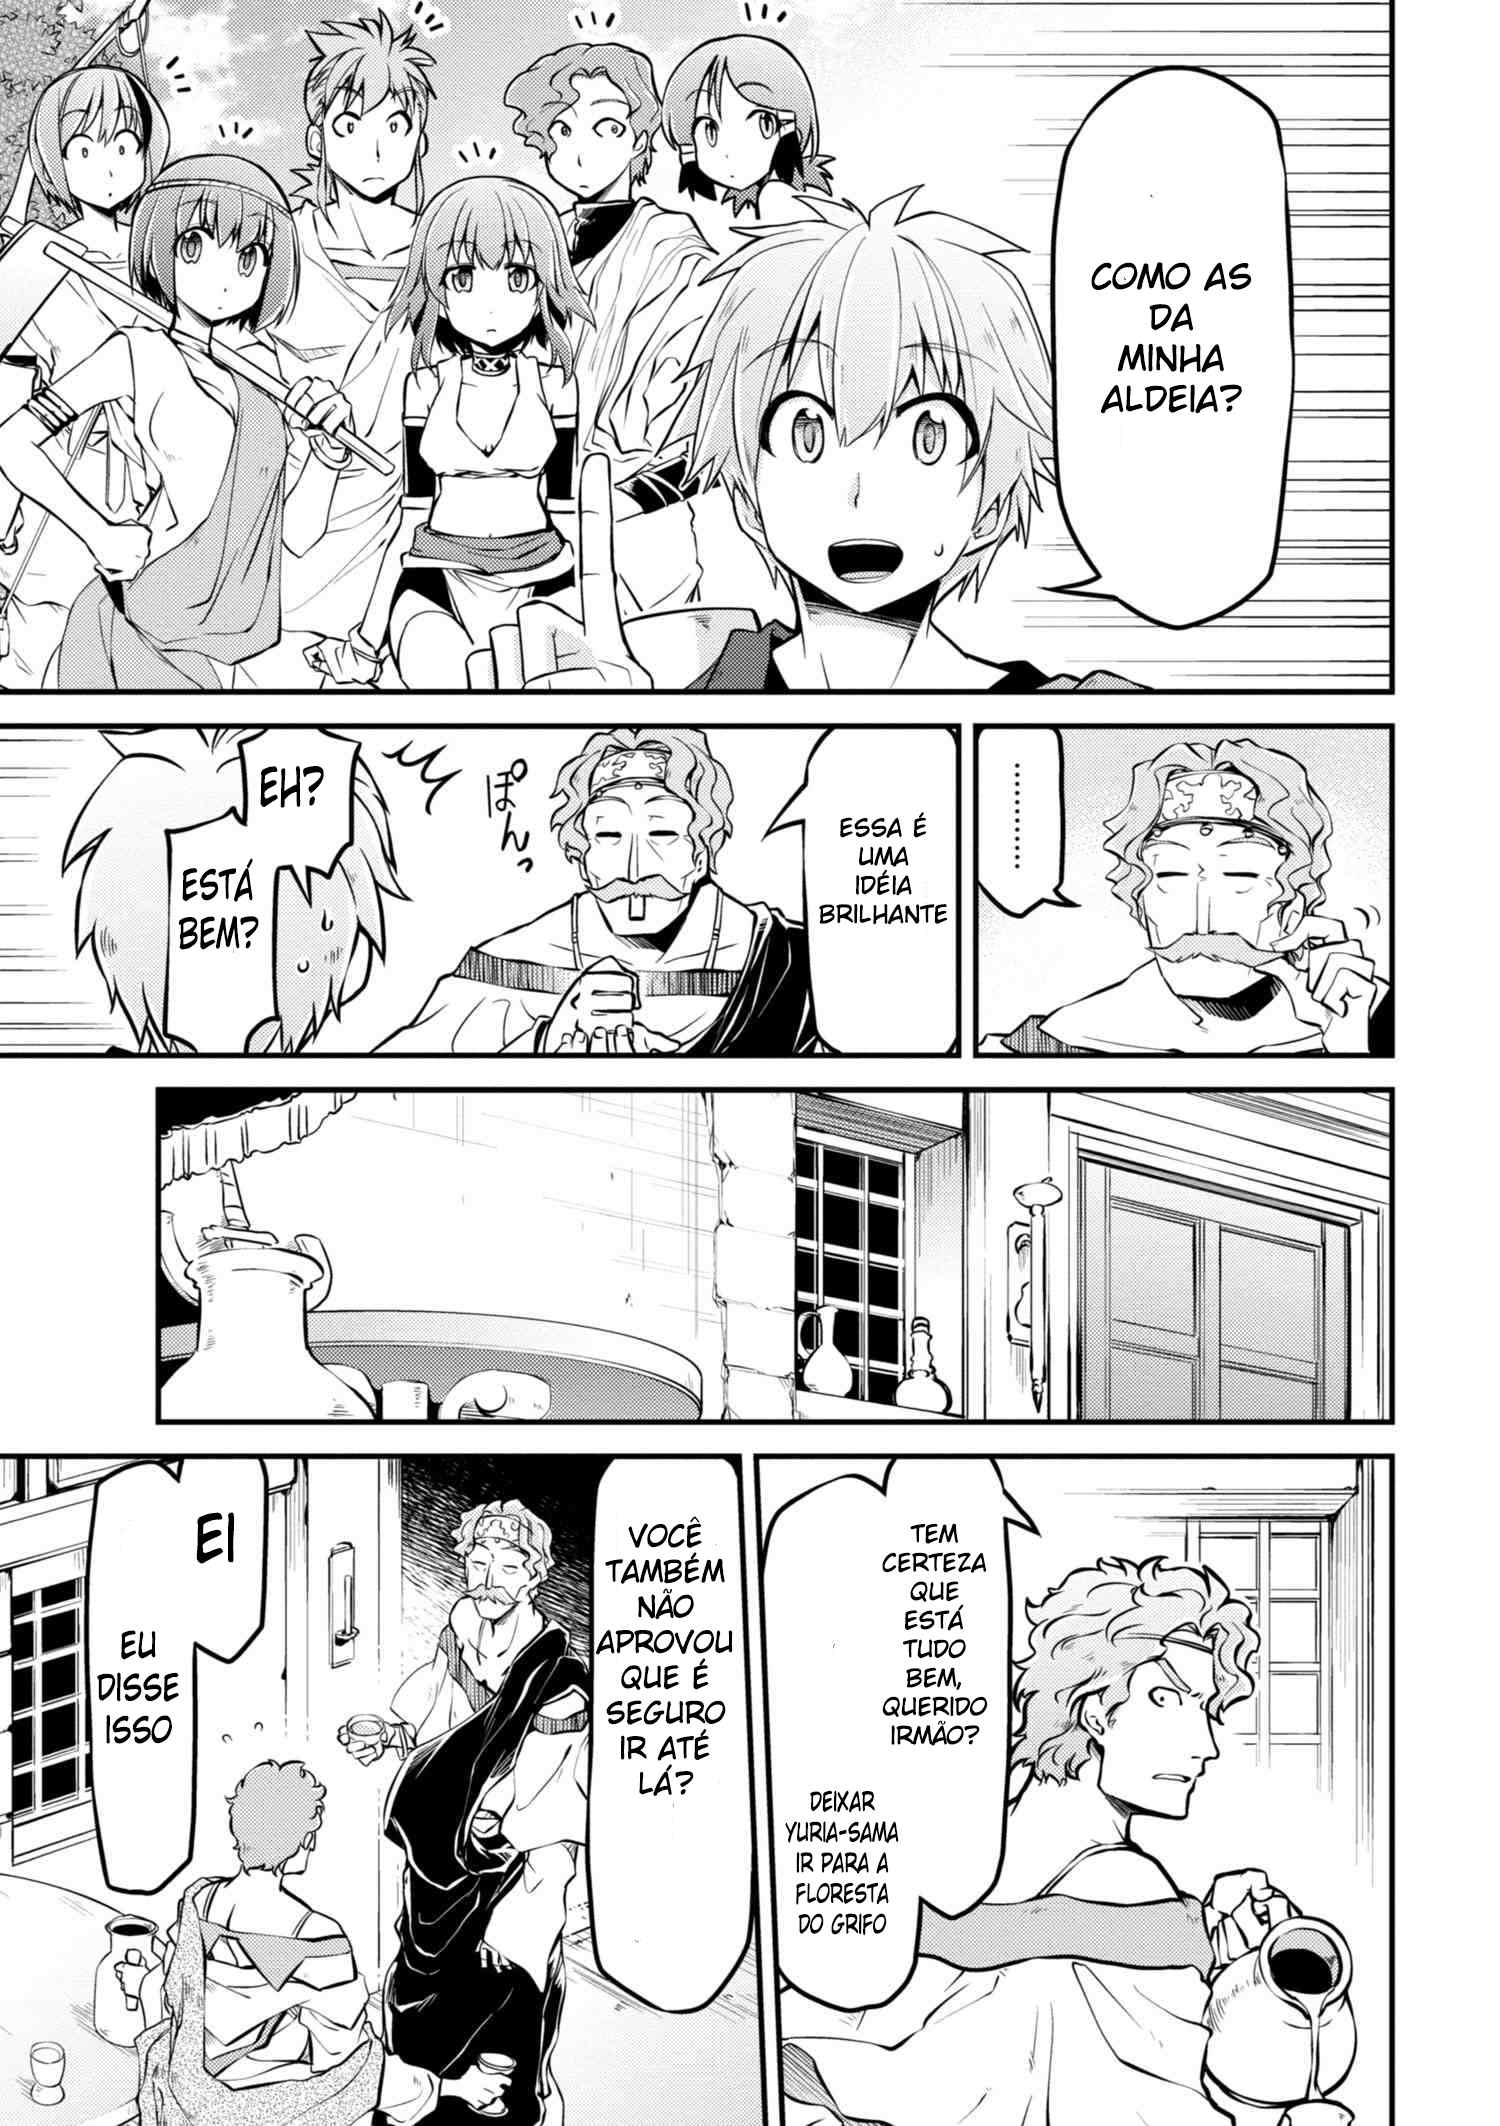 COMO AS
DA
MINHA
ALDEIA?
ESSA É
UMA
IDÉIA
BRILHANTE
ぽんっ
EH?
ESTÁ
BEM?
TEM
CERTEZA
QUE
ESTÁ
TUDO
BEM,
QUERIDO
IRMÃO?
DEIXAR
YURIA-SAMA
IR PARA A
FLORESTA
DO GRIFO
VOCÊ
TAMBÉM
NÃO
APROVOU
QUE É
SEGURO
IR ATÉ
LÁ?
EI
EU
DISSE
ISSO